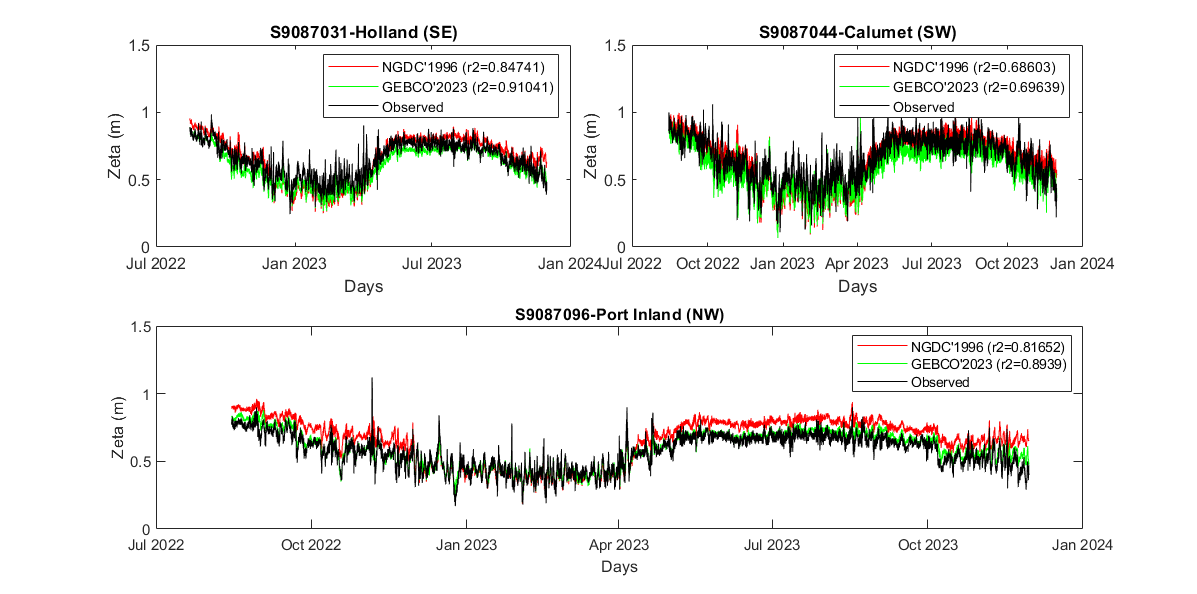 S9087031-Holland (SE)
1.5
1
0.5
0
Zeta (m)
NGDC'1996 (r2=0.84741)
GEBCO'2023 (r2=0.91041)
Observed
Jul 2022
Jan 2023
Jul 2023
Jan 2024
Days
S9087044-Calumet (SW)
1.5
1
0.5
0
Zeta (m)
NGDC'1996 (r2=0.68603)
GEBCO'2023 (r2=0.69639)
Observed
Jul 2022
Oct 2022
Jan 2023
Apr 2023
Jul 2023
Oct 2023
Jan 2024
Days
S9087096-Port Inland (NW)
1.5
1
0.5
0
Zeta (m)
NGDC'1996 (r2=0.81652)
GEBCO'2023 (r2=0.8939)
Observed
Jul 2022
Oct 2022
Jan 2023
Apr 2023
Jul 2023
Oct 2023
Jan 2024
Days